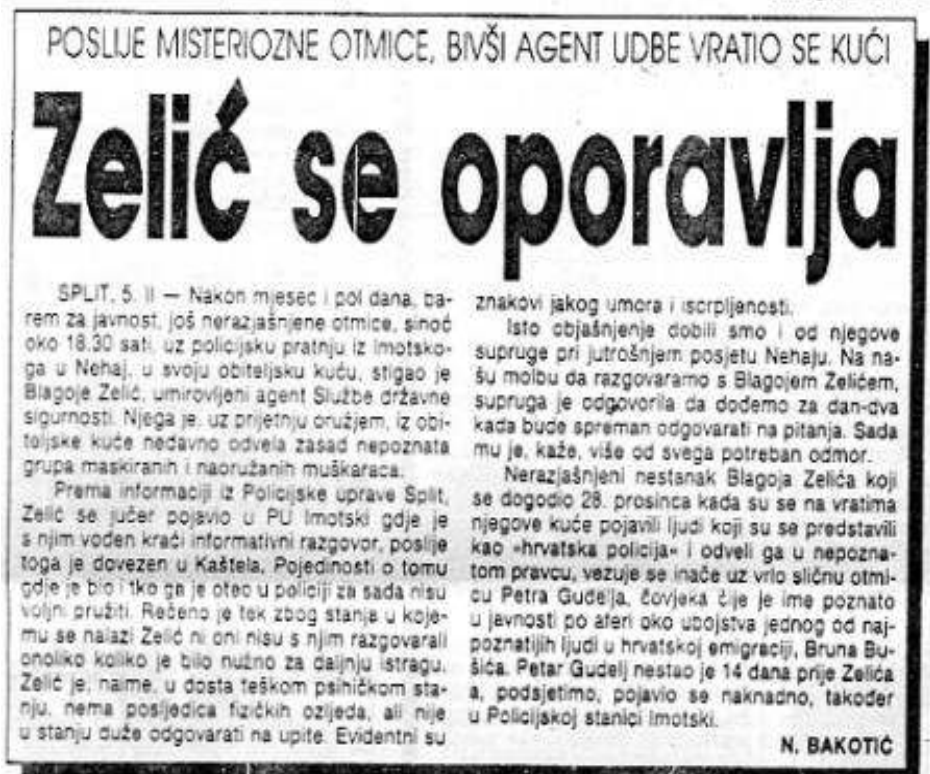 POSLIJE MISTERIOZNE OTMICE, BIVŠI AGENT UDBE VRATIO SE KUĆI
Zelić se oporavlja
SPLIT, 5. II — Nakon mjesec i pol dana, ba-
rem za javnost, još nerazjašnjene otmice, sinoć
oko 18.30 sati, uz policijsku pratnju iz Imotsko-
ga u Nehaj, u svoju obiteljsku kuću, stigao je
Blagoje Zelić, umirovljeni agent Službe državne
sigurnosti. Njega je, uz prijetnju oružjem, iz obi-
teljske kuće nedavno odvela zasad nepoznata
grupa maskiranih i naoružanih muškaraca.
Prema informaciji iz Policijske uprave Split,
Zelić se jučer pojavio u PU Imotski gdje je
s njim vođen kraći informativni razgovor, poslije
toga je dovezen u Kaštela. Pojedinosti o tomu
gdje je bio i tko ga je oteo u policiji za sada nisu
voljni pružiti. Rečeno je tek zbog stanja u koje-
mu se nalazi Zelić ni oni nisu s njim razgovarali
onoliko koliko je bilo nužno za daljnju istragu.
Zelić je, naime, u dosta teškom psihičkom sta-
nju, nema posljedica fizičkih ozljeda, ali nije
u stanju duže odgovarati na upite. Evidentni su
znakovi jakog umora i iscrpljenosti.
Isto objašnjenje dobili smo i od njegove
supruge pri jutrošnjem posjetu Nehaju. Na na-
šu molbu da razgovaramo s Blagojem Zelićem,
supruga je odgovorila da dođemo za dan-dva
kada bude spreman odgovarati na pitanja. Sada
mu je, kaže, više od svega potreban odmor.
Nerazjašnjeni nestanak Blagoja Zelića koji
se dogodio 28. prosinca kada su se na vratima
njegove kuće pojavili ljudi koji su se predstavili
kao »hrvatska policija« i odveli ga u nepozna-
tom pravcu, vezuje se inače uz vrlo sličnu otmi-
cu Petra Gudelja, čovjeka čije je ime poznato
u javnosti po aferi oko ubojstva jednog od naj-
poznatijih ljudi u hrvatskoj emigraciji, Bruna Bu-
šića. Petar Gudelj nestao je 14 dana prije Zelića
a, podsjetimo, pojavio se naknadno, također
u Policijskoj stanici Imotski.
N. BAKOTIĆ